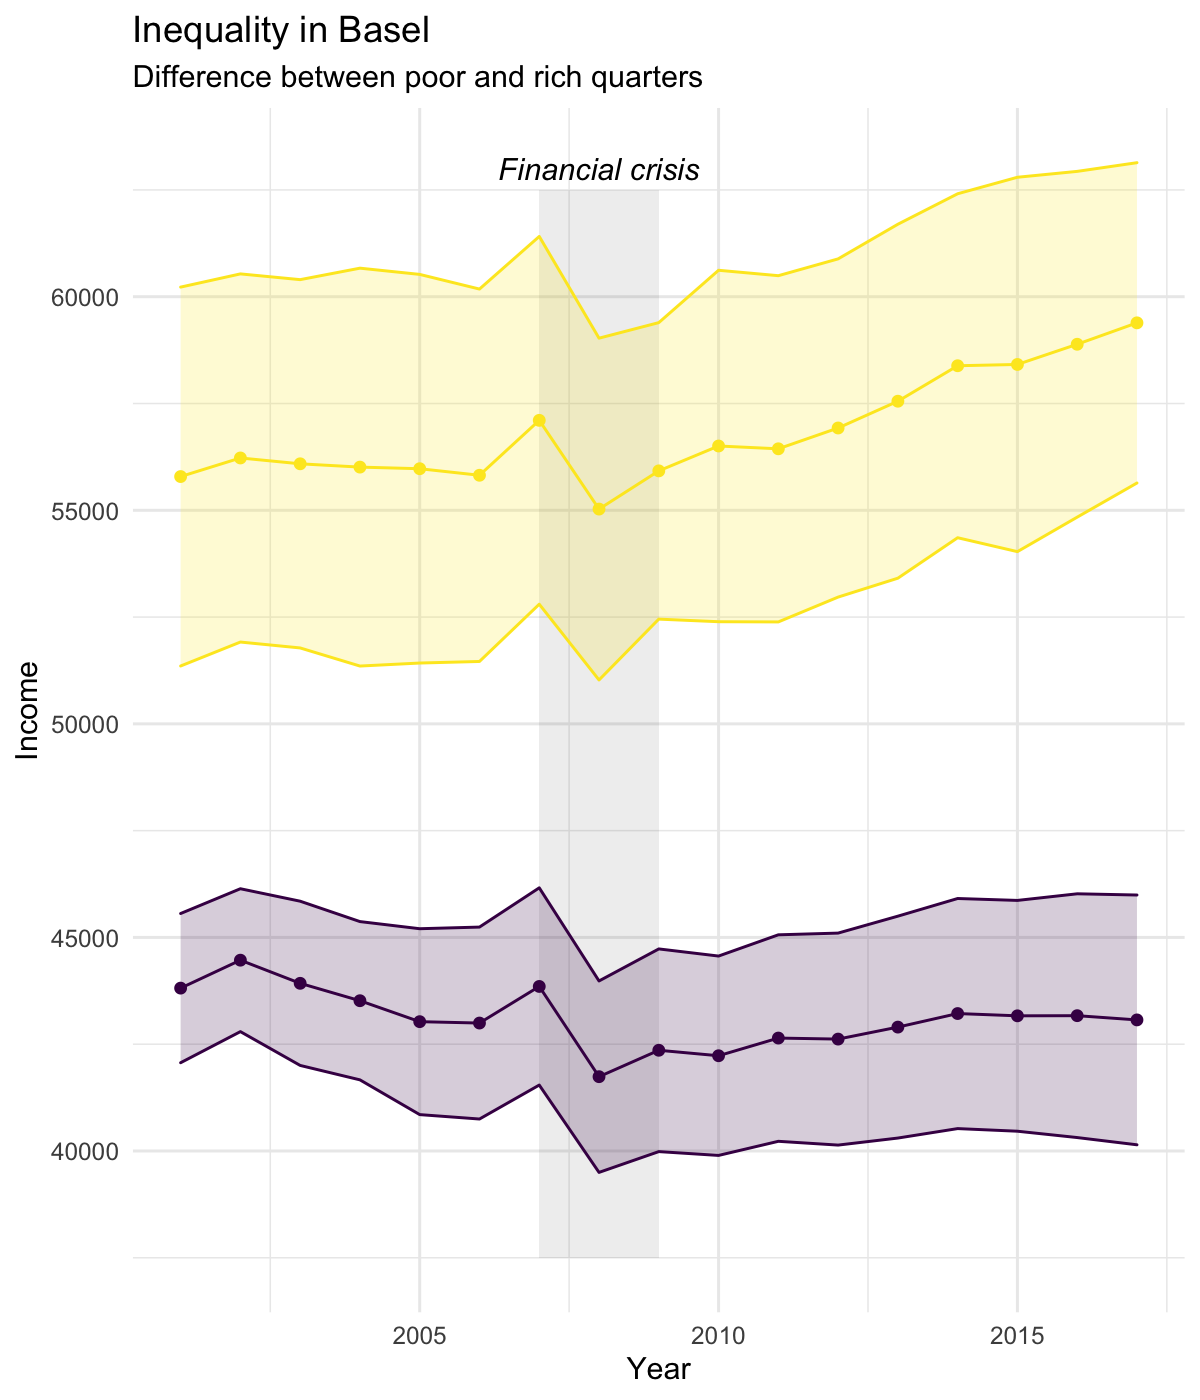 Inequality in Basel
Difference between poor and rich quarters
Financial crisis
60000
55000
50000
45000
40000
Income
2005
2010
2015
Year